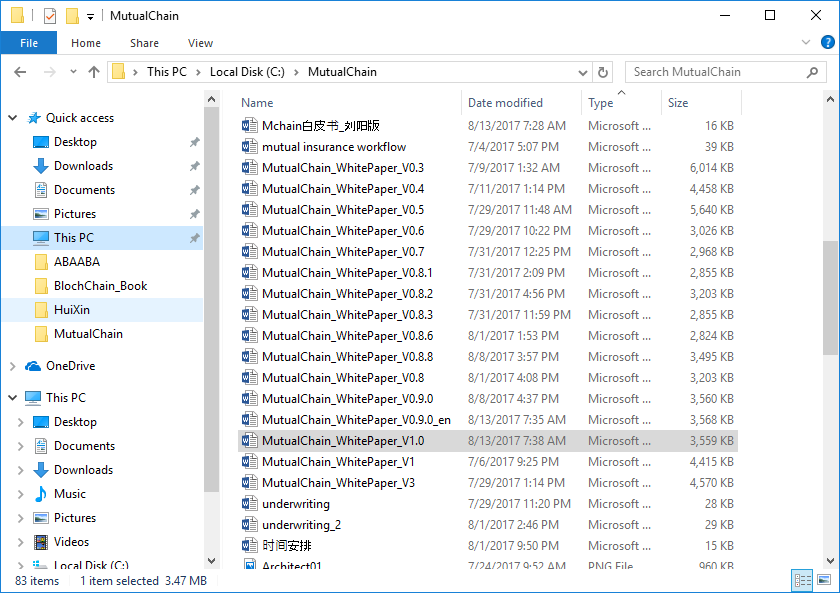 MutualChain
File Home Share View
This PC Local Disk (C:) MutualChain Search MutualChain
Quick access
Desktop
Downloads
Documents
Pictures
This PC
ABAABA
BlochChain_Book
HuiXin
MutualChain
OneDrive
This PC
Desktop
Documents
Downloads
Music
Pictures
Videos
Local Disk (C:)
Name Date modified Type Size
Mchain白皮书_刘阳版 8/13/2017 7:28 AM Microsoft ... 16 KB
mutual insurance workflow 7/4/2017 5:07 PM Microsoft ... 39 KB
MutualChain_WhitePaper_V0.3 7/9/2017 1:32 AM Microsoft ... 6,014 KB
MutualChain_WhitePaper_V0.4 7/11/2017 1:14 PM Microsoft ... 4,458 KB
MutualChain_WhitePaper_V0.5 7/29/2017 11:48 AM Microsoft ... 5,640 KB
MutualChain_WhitePaper_V0.6 7/29/2017 10:22 PM Microsoft ... 3,026 KB
MutualChain_WhitePaper_V0.7 7/31/2017 12:25 PM Microsoft ... 2,968 KB
MutualChain_WhitePaper_V0.8.1 7/31/2017 2:09 PM Microsoft ... 2,855 KB
MutualChain_WhitePaper_V0.8.2 7/31/2017 4:56 PM Microsoft ... 3,203 KB
MutualChain_WhitePaper_V0.8.3 7/31/2017 11:59 PM Microsoft ... 2,855 KB
MutualChain_WhitePaper_V0.8.6 8/1/2017 1:53 PM Microsoft ... 2,824 KB
MutualChain_WhitePaper_V0.8.8 8/8/2017 3:57 PM Microsoft ... 3,495 KB
MutualChain_WhitePaper_V0.8 8/1/2017 4:08 PM Microsoft ... 3,203 KB
MutualChain_WhitePaper_V0.9.0 8/8/2017 4:37 PM Microsoft ... 3,560 KB
MutualChain_WhitePaper_V0.9.0_en 8/13/2017 7:35 AM Microsoft ... 3,568 KB
MutualChain_WhitePaper_V1.0 8/13/2017 7:38 AM Microsoft ... 3,559 KB
MutualChain_WhitePaper_V1 7/6/2017 9:25 PM Microsoft ... 4,415 KB
MutualChain_WhitePaper_V3 7/29/2017 1:14 PM Microsoft ... 4,570 KB
underwriting 7/29/2017 11:20 PM Microsoft ... 28 KB
underwriting_2 8/1/2017 2:46 PM Microsoft ... 29 KB
时间安排 8/1/2017 9:50 PM Microsoft ... 15 KB
Architect01 7/24/2017 9:52 AM PNG File 960 KB
83 items 1 item selected 3.47 MB